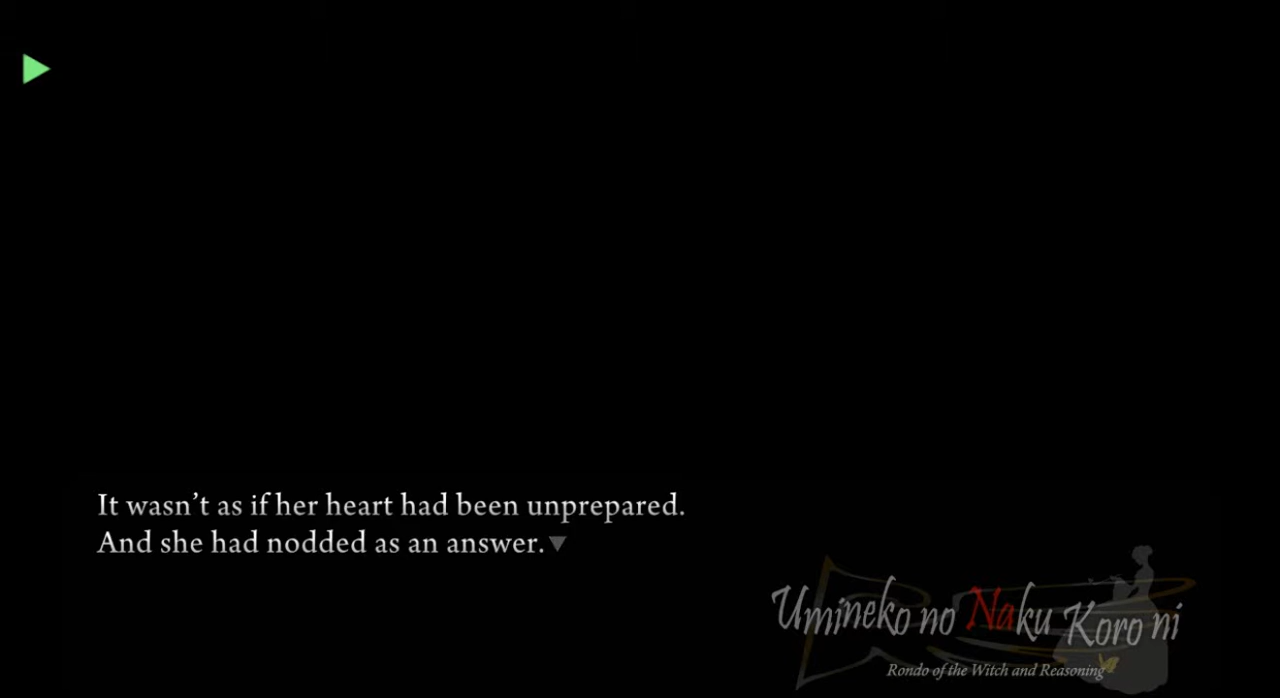 It wasn't as if her heart had been unprepared.
And she had nodded as an answer.
Umineko no Naku Koro ni
Rondo of the Witch and Reasoning